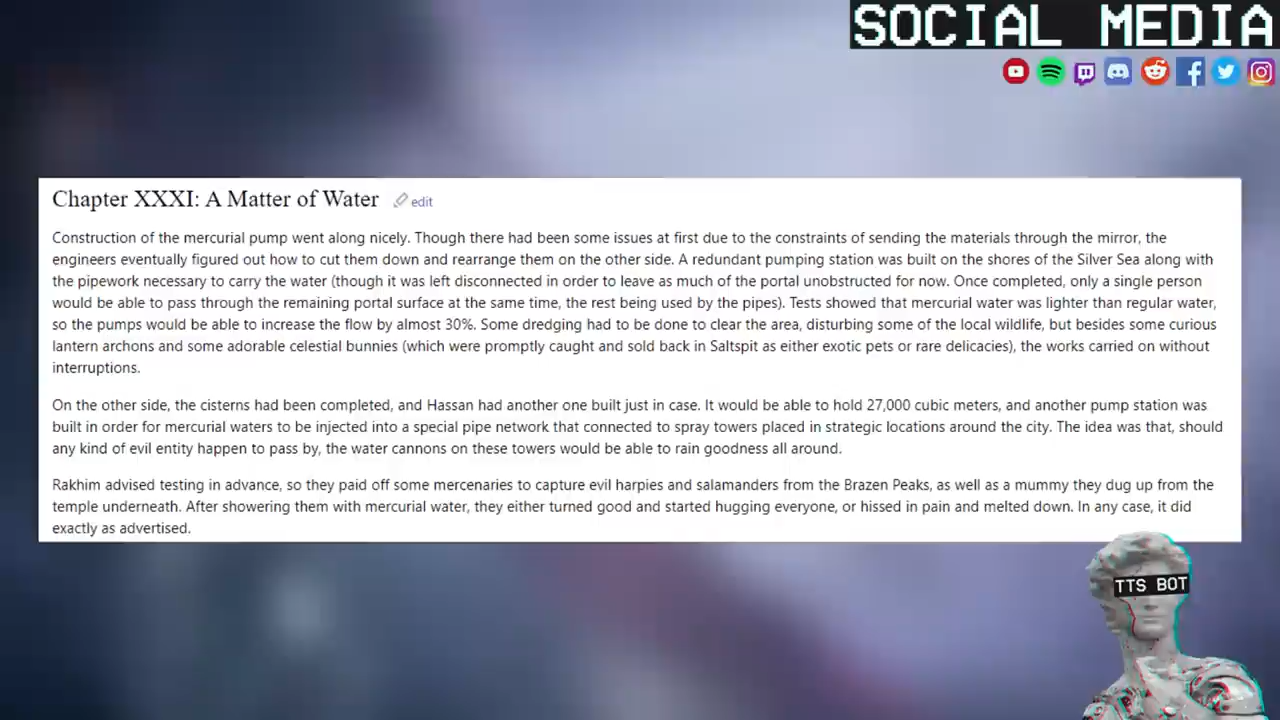 SOCIAL MEDIA
Chapter XXXI: A Matter of Water edit
Construction of the mercurial pump went along nicely. Though there had been some issues at first due to the constraints of sending the materials through the mirror, the
engineers eventually figured out how to cut them down and rearrange them on the other side. A redundant pumping station was built on the shores of the Silver Sea along with
the pipework necessary to carry the water (though it was left disconnected in order to leave as much of the portal unobstructed for now. Once completed, only a single person
would be able to pass through the remaining portal surface at the same time, the rest being used by the pipes). Tests showed that mercurial water was lighter than regular water,
so the pumps would be able to increase the flow by almost 30%. Some dredging had to be done to clear the area, disturbing some of the local wildlife, but besides some curious
lantern archons and some adorable celestial bunnies (which were promptly caught and sold back in Saltspit as either exotic pets or rare delicacies), the works carried on without
interruptions.
On the other side, the cisterns had been completed, and Hassan had another one built just in case. It would be able to hold 27,000 cubic meters, and another pump station was
built in order for mercurial waters to be injected into a special pipe network that connected to spray towers placed in strategic locations around the city. The idea was that, should
any kind of evil entity happen to pass by, the water cannons on these towers would be able to rain goodness all around.
Rakhim advised testing in advance, so they paid off some mercenaries to capture evil harpies and salamanders from the Brazen Peaks, as well as a mummy they dug up from the
temple underneath. After showering them with mercurial water, they either turned good and started hugging everyone, or hissed in pain and melted down. In any case, it did
exactly as advertised.
TTS BOT